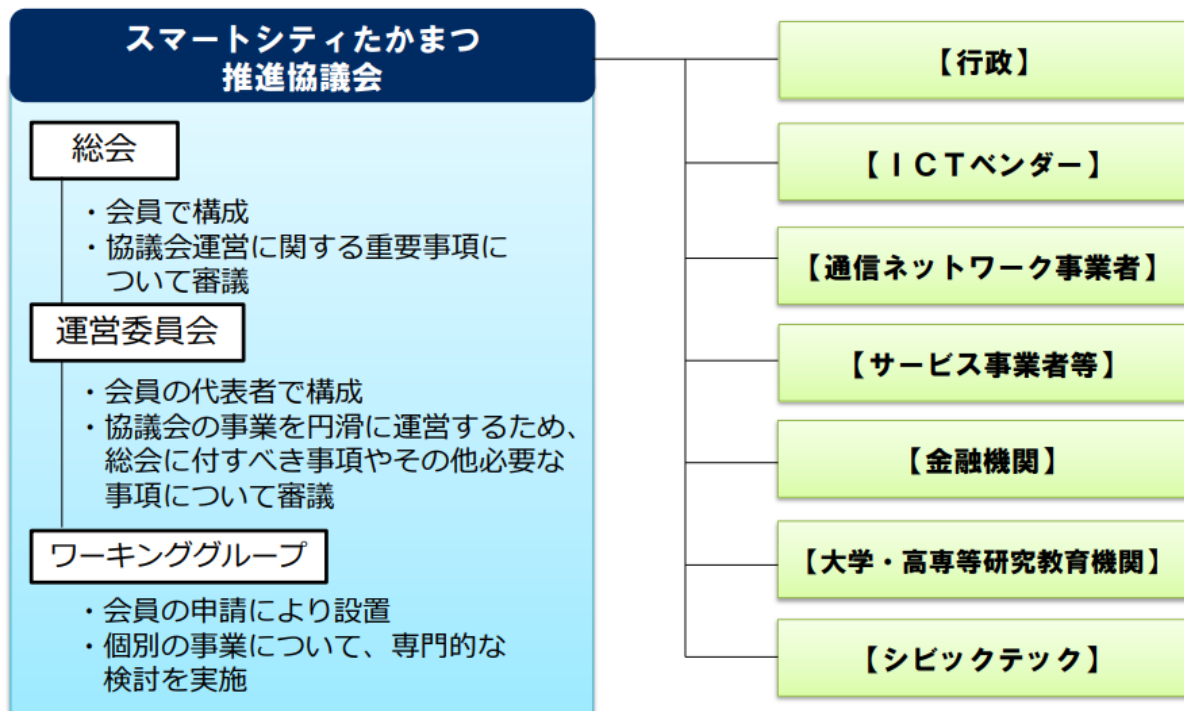 スマートシティたかまつ
推進協議会
総会
・会員で構成
・協議会運営に関する重要事項に
ついて審議
運営委員会
・会員の代表者で構成
・協議会の事業を円滑に運営するため、
総会に付すべき事項やその他必要な
事項について審議
ワーキンググループ
・会員の申請により設置
・個別の事業について、専門的な
検討を実施
【行政】
【ＩＣＴベンダー】
【通信ネットワーク事業者】
【サービス事業者等】
【金融機関】
【大学・高専等研究教育機関】
【シビックテック】